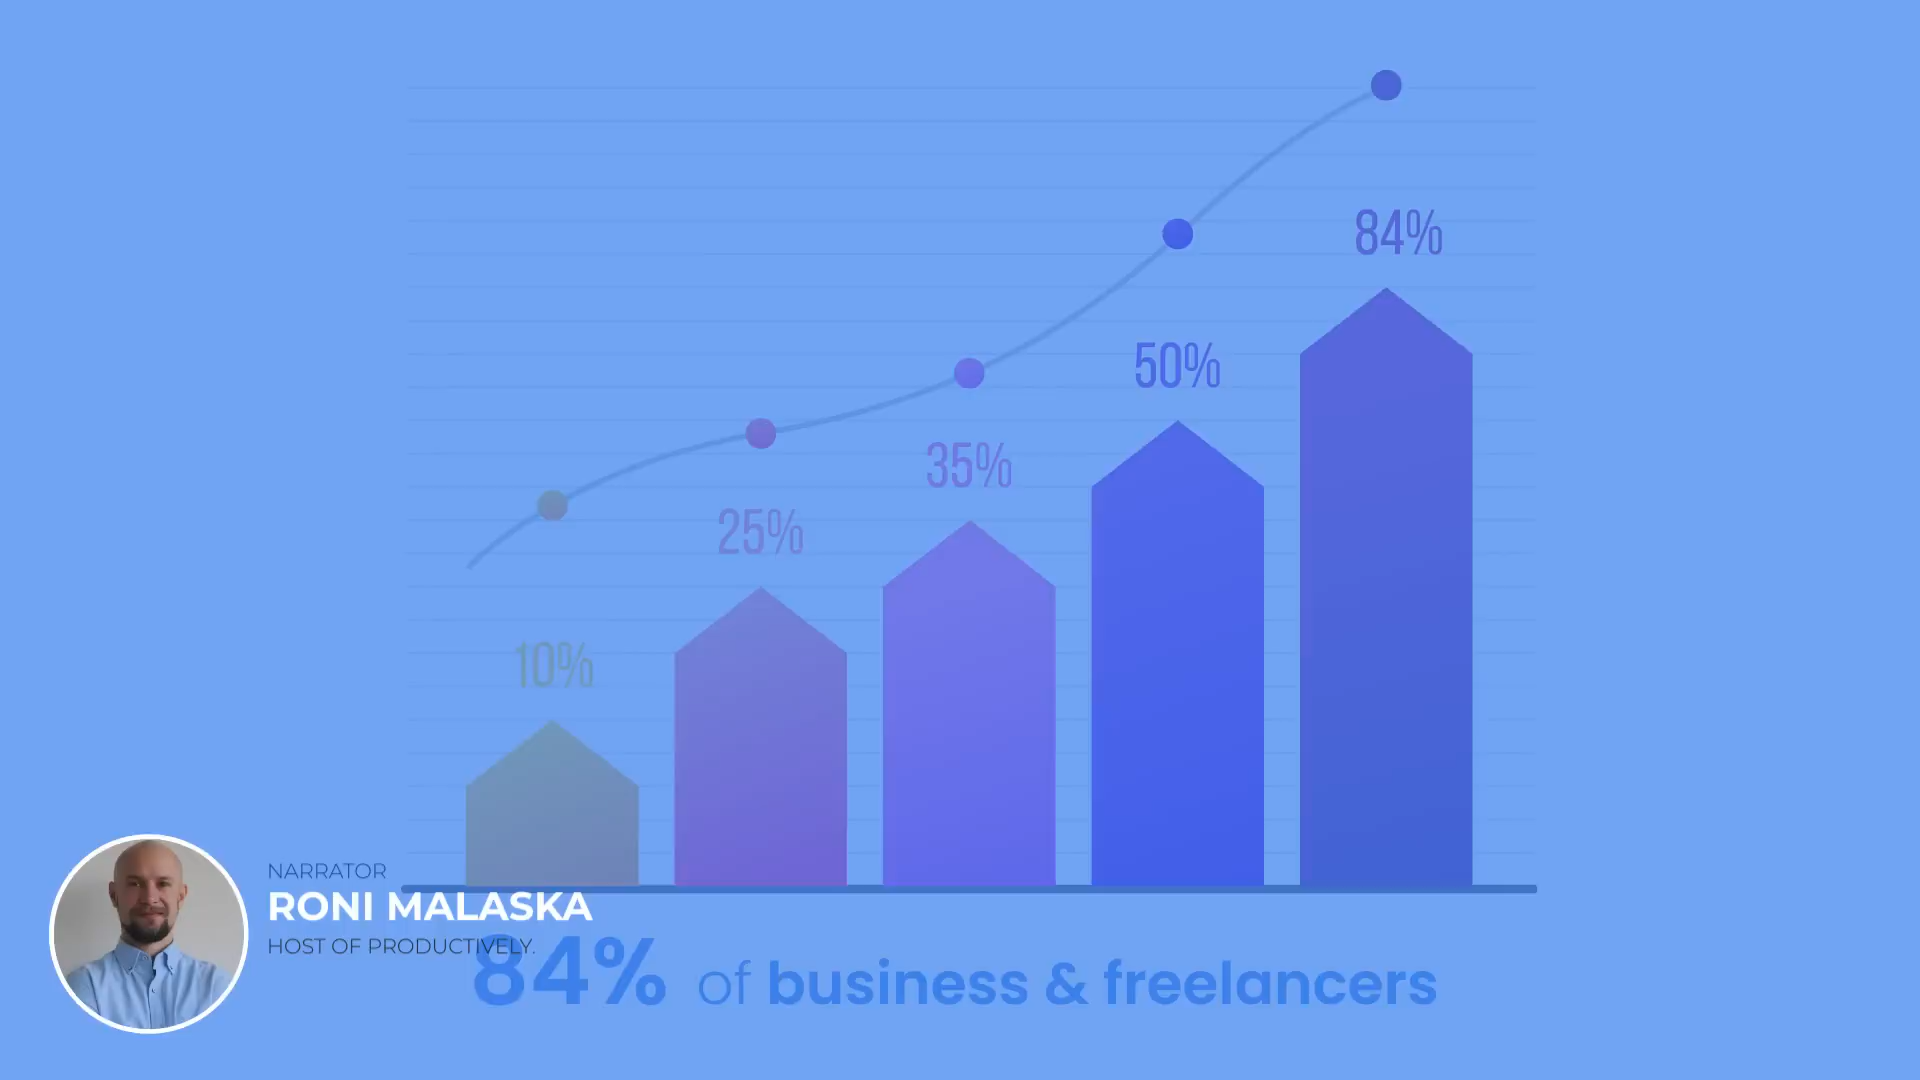 84%
50%
35%
25%
10%
NARRATOR
RONI MALASKA
HOST OF PRODUCTIVELY.
84% of business & freelancers